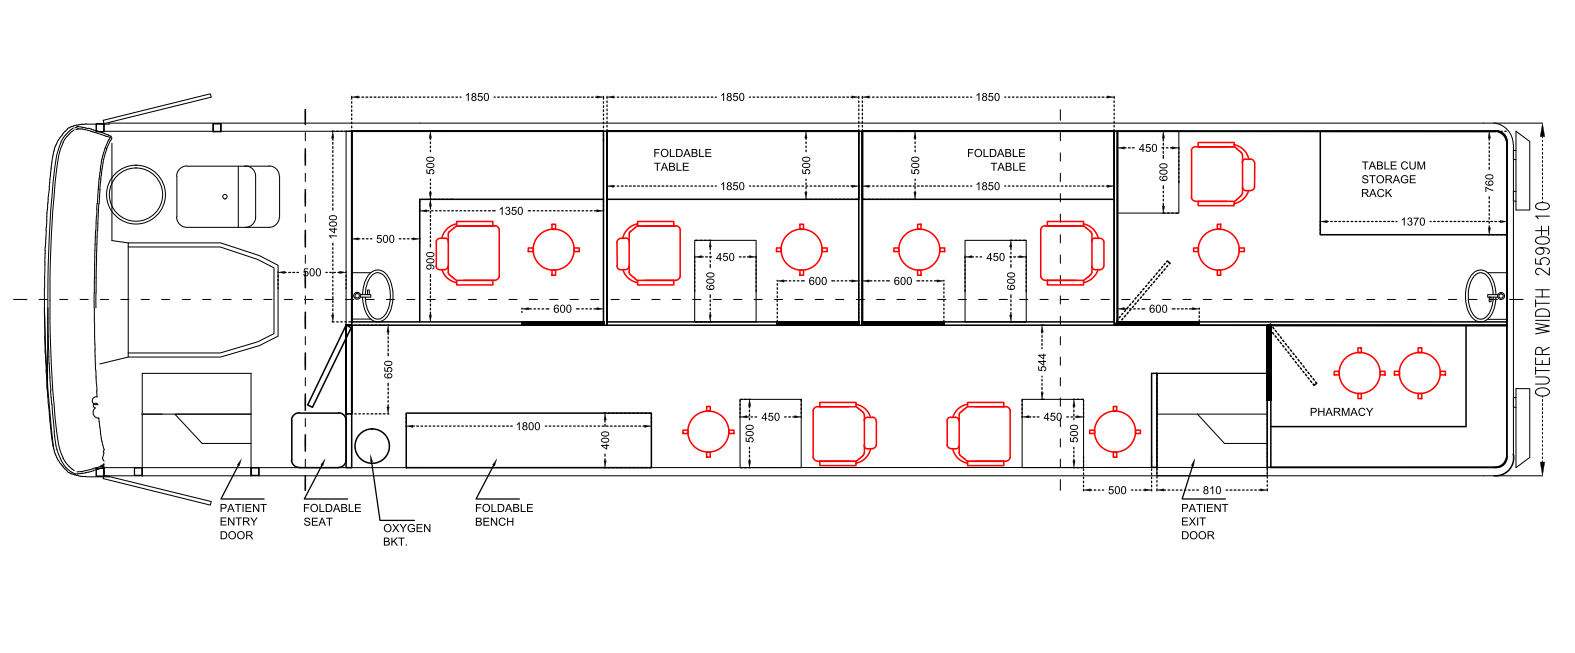 1850
1850
1850
500
FOLDABLE
TABLE
500
500
FOLDABLE
TABLE
450
600
TABLE CUM
STORAGE
RACK
760
1850
1850
1400
1350
1370
500
900
500
450
600
600
600
450
600
600
600
OUTER WIDTH 2590±10
650
544
PHARMACY
1800
400
450
500
450
500
500
810
PATIENT
ENTRY
DOOR
FOLDABLE
SEAT
OXYGEN
BKT.
FOLDABLE
BENCH
PATIENT
EXIT
DOOR